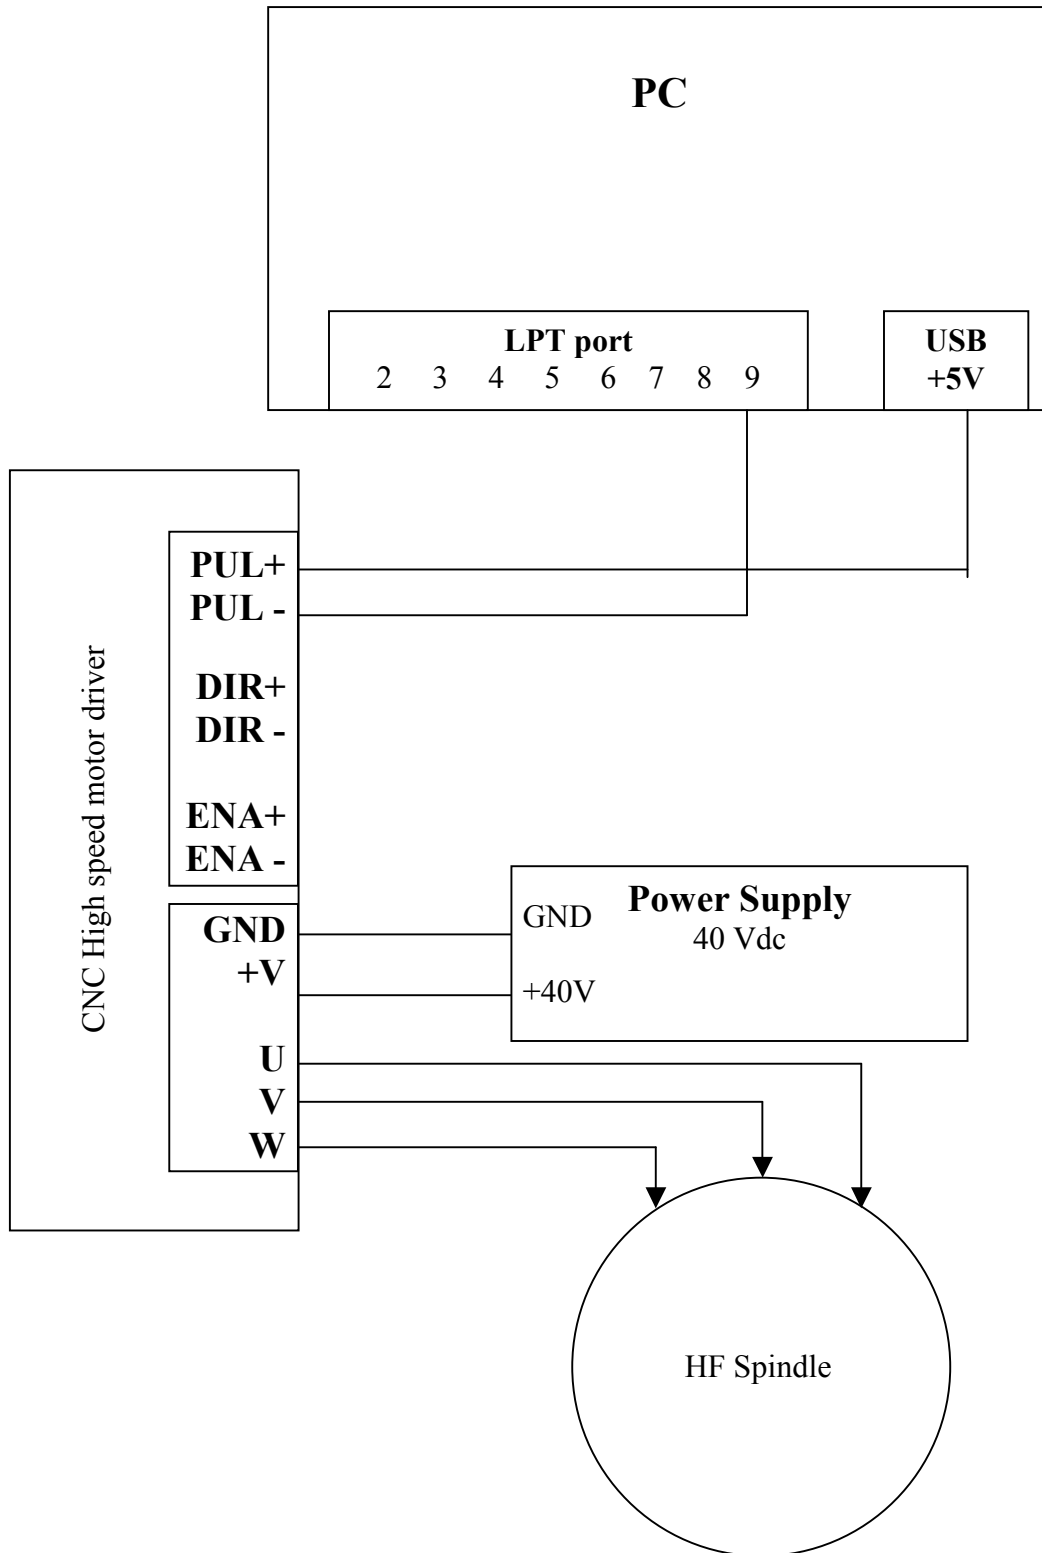 PC
LPT port
2 3 4 5 6 7 8 9
USB
+5V
CNC High speed motor driver
PUL+
PUL -
DIR+
DIR -
ENA+
ENA -
GND
+V
U
V
W
Power Supply
40 Vdc
GND
+40V
HF Spindle